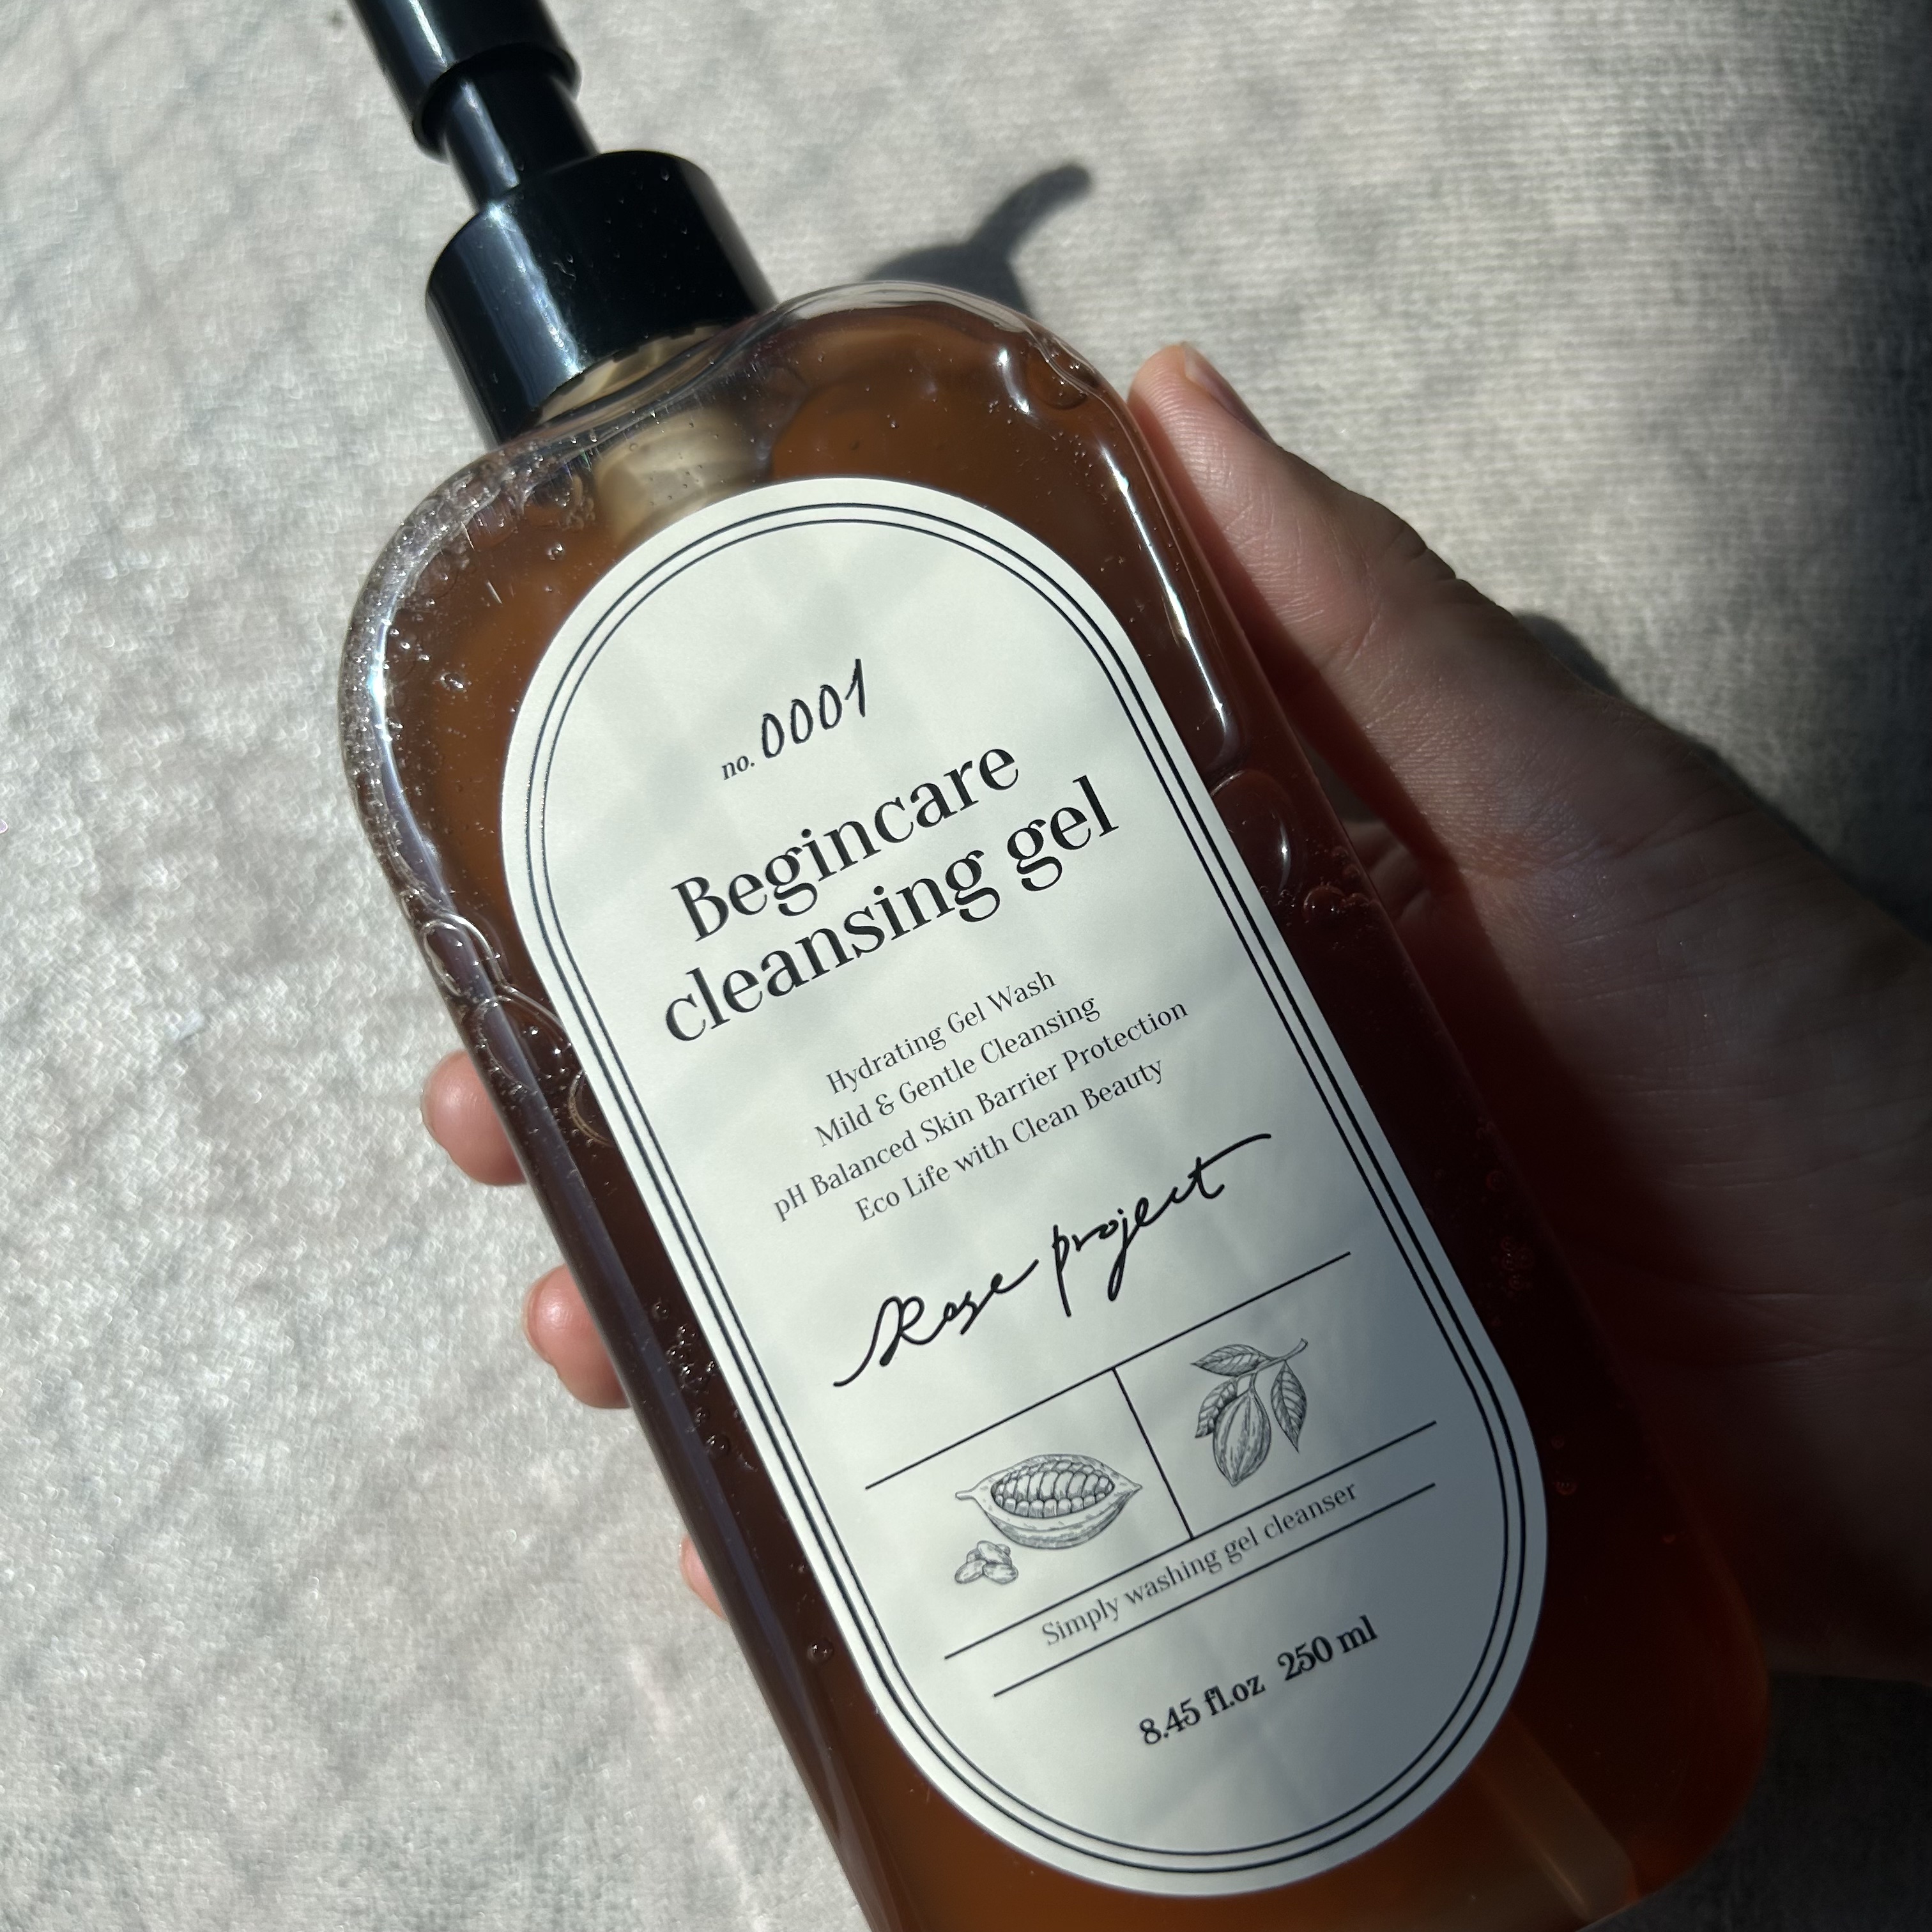 no. 0001
Begincare
cleansing gel
Hydrating Gel Wash
Mild & Gentle Cleansing
pH Balanced Skin Barrier Protection
Eco Life with Clean Beauty
Rose project
Simply washing gel cleanser
8.45 fl.oz 250 ml